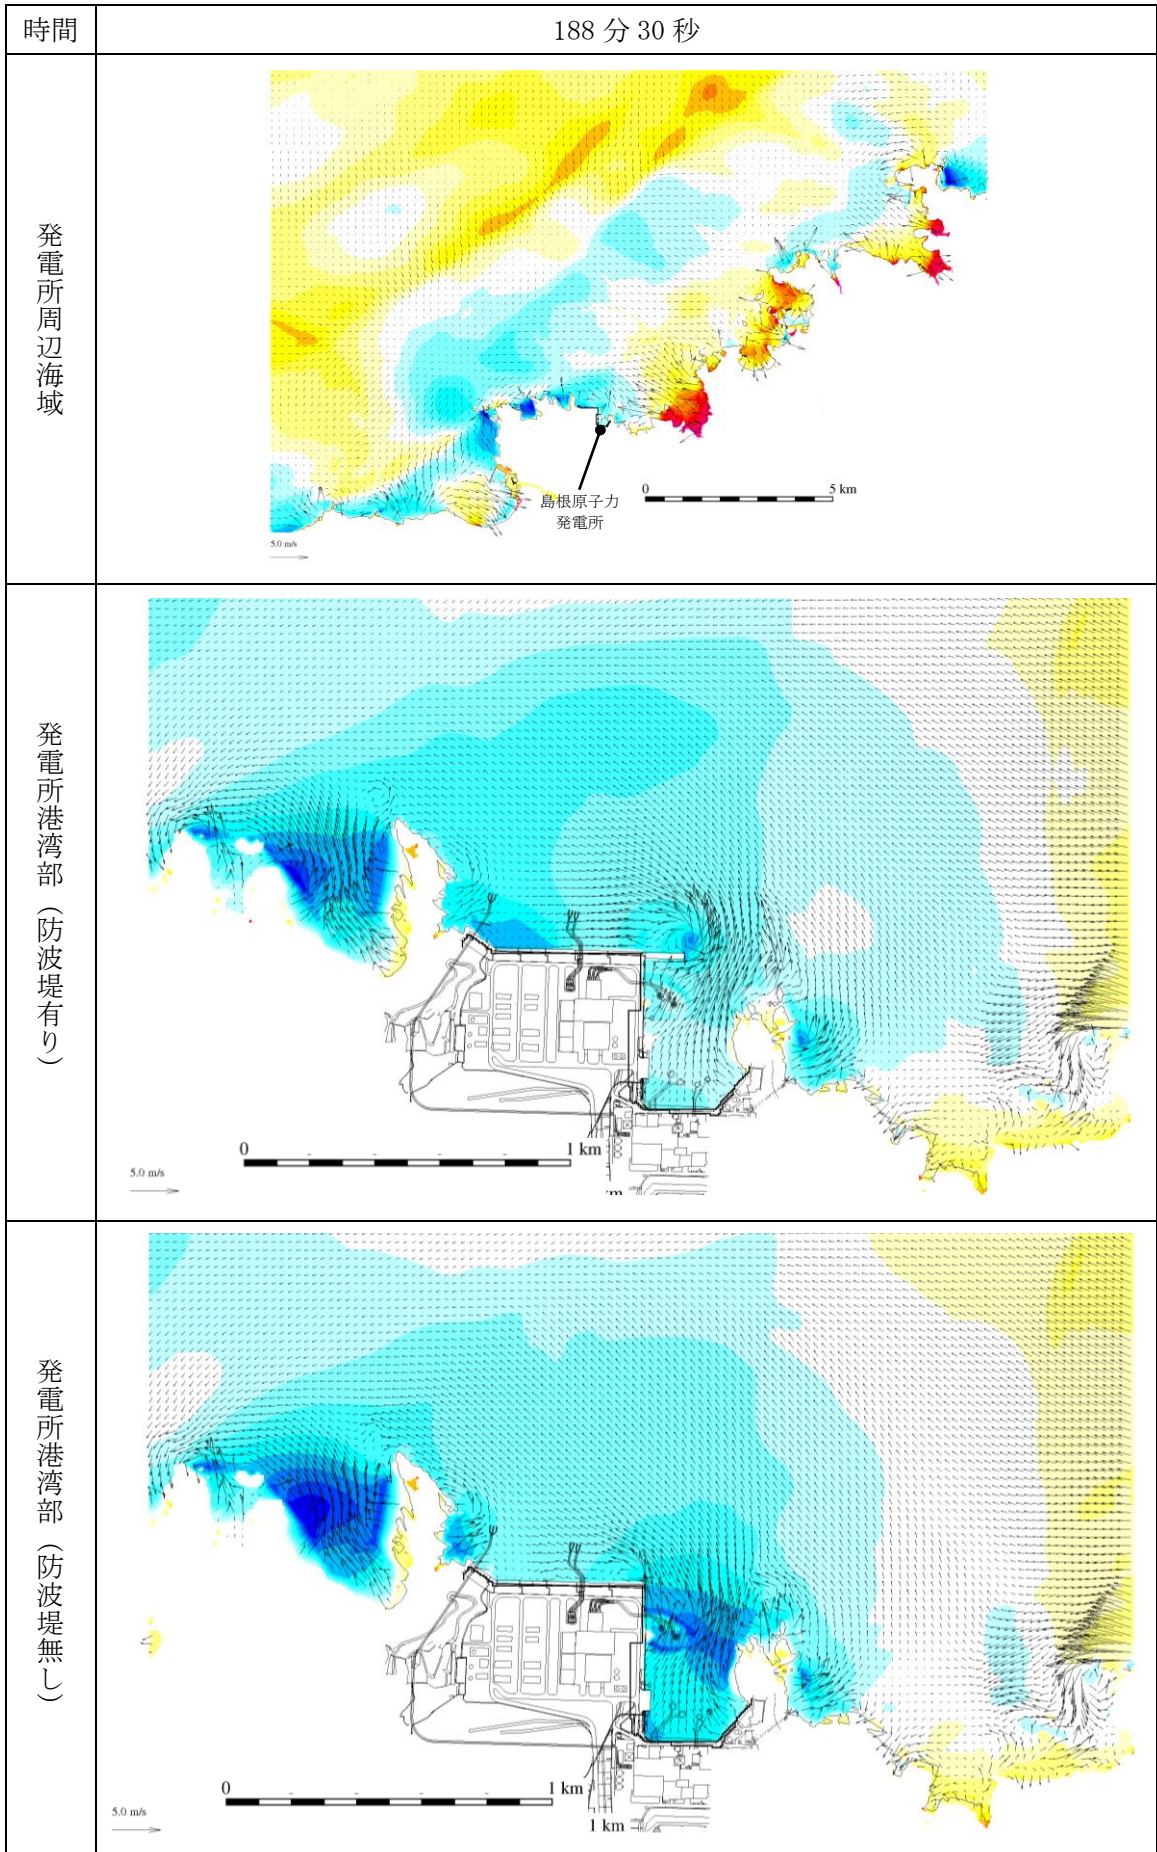 時間
188 分 30 秒
発電所周辺海域
島根原子力
発電所
0
5 km
5.0 m/s
発電所港湾部（防波堤有り）
0
1 km
5.0 m/s
発電所港湾部（防波堤無し）
0
1 km
5.0 m/s
1 km